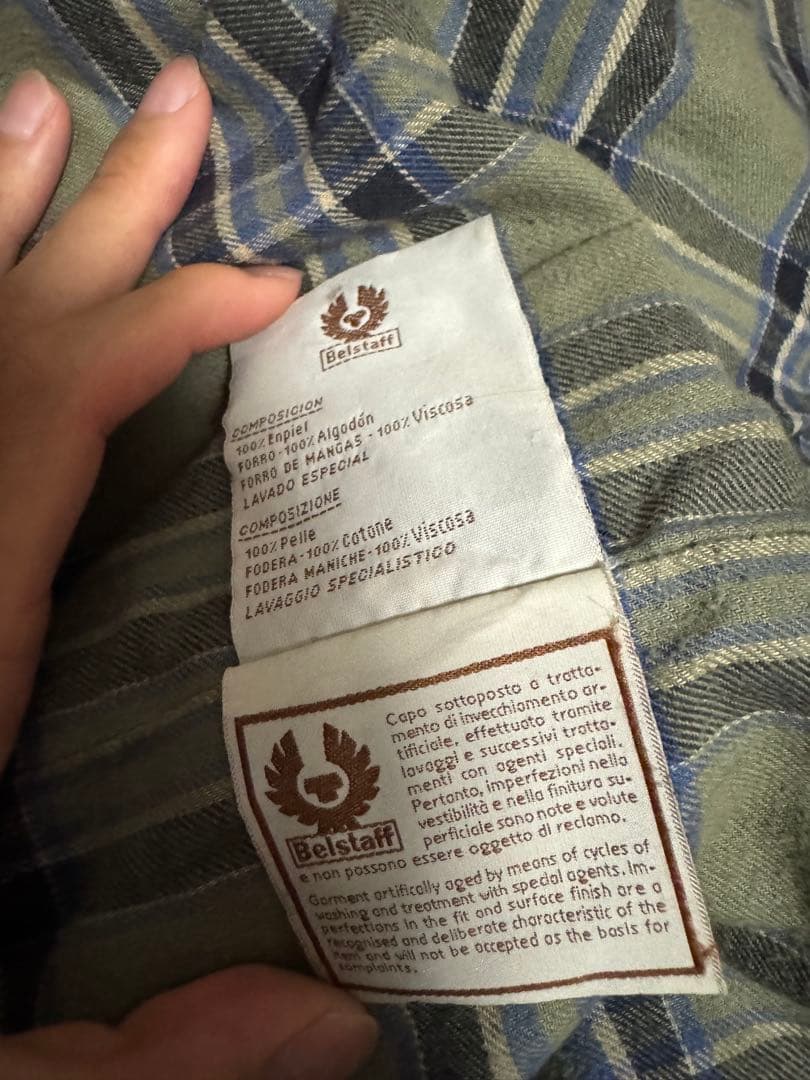 Belstaff
COMPOSICION
100% Enpiel
FORRO-100% Algodón
FORRO DE MANGAS - 100% Viscosa
LAVADO ESPECIAL
COMPOSIZIONE
100% Pelle
FODERA-100% Cotone
FODERA MANICHE-100% Viscosa
LAVAGGIO SPECIALISTICO
Belstaff
Capo sottoposto a tratta-
mento di invecchiamento ar-
tificiale, effettuato tramite
lavaggi e successivi tratta-
menti con agenti speciali.
Pertanto, imperfezioni nella
vestibilità e nella finitura su-
perficiale sono note e volute
e non possono essere oggetto di reclamo.
Garment artifically aged by means of cycles of
washing and treatment with special agents. Im-
perfections in the fit and surface finish are a
recognised and deliberate characteristic of the
item and will not be accepted as the basis for
complaints.